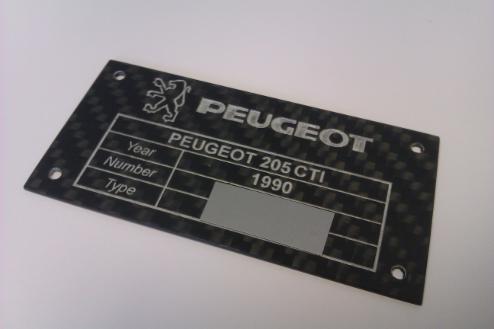 PEUGEOT
PEUGEOT 205 CTI
Year 1990
Number
Type